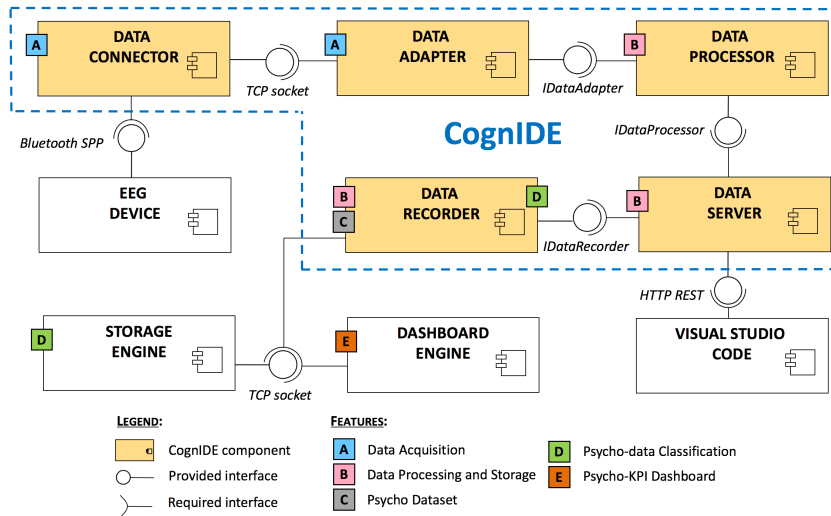 DATA
CONNECTOR
A
DATA
ADAPTER
A
DATA
PROCESSOR
B
TCP socket
IDataAdapter
Bluetooth SPP
CognIDE
IDataProcessor
EEG
DEVICE
B
C
DATA
RECORDER
D
B
DATA
SERVER
IDataRecorder
HTTP REST
D
STORAGE
ENGINE
E
DASHBOARD
ENGINE
VISUAL STUDIO
CODE
TCP socket
LEGEND:
CognIDE component
Provided interface
Required interface
FEATURES:
A Data Acquisition
B Data Processing and Storage
C Psycho Dataset
D Psycho-data Classification
E Psycho-KPI Dashboard